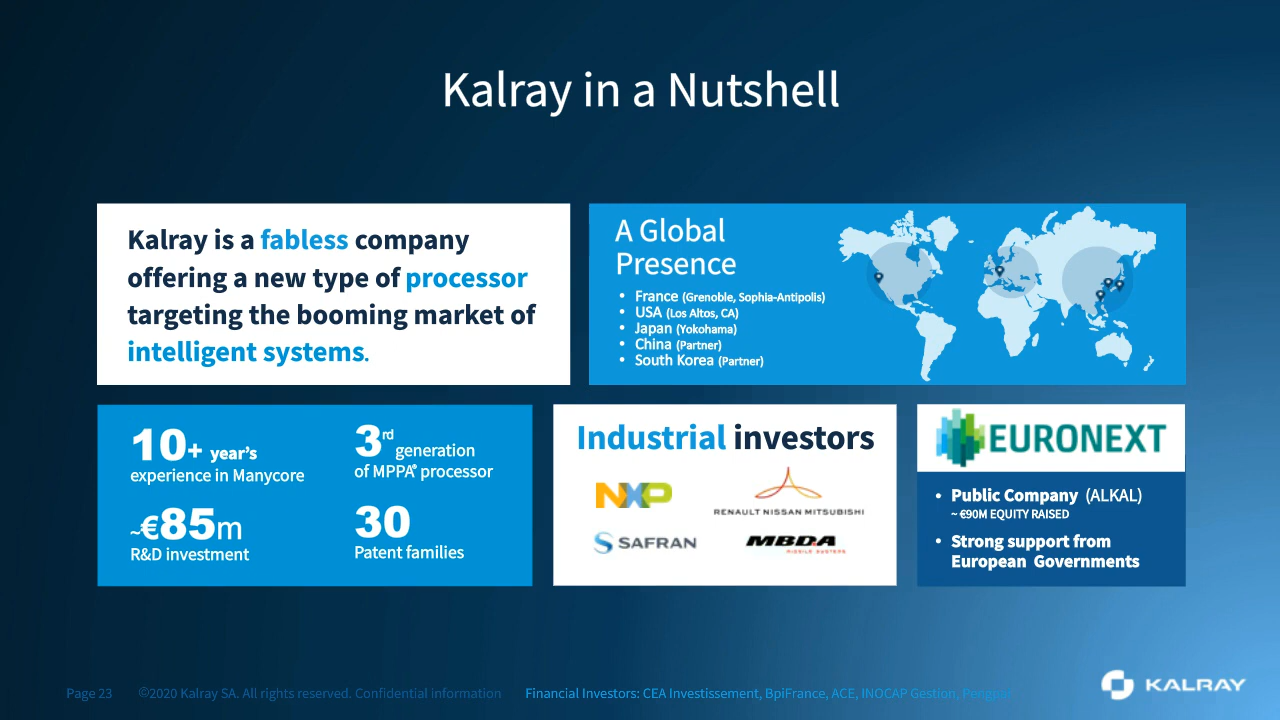 Kalray in a Nutshell
Kalray is a fabless company
offering a new type of processor
targeting the booming market of
intelligent systems.
A Global
Presence
• France (Grenoble, Sophia-Antipolis)
• USA (Los Altos, CA)
• Japan (Yokohama)
• China (Partner)
• South Korea (Partner)
10+ year's
experience in Manycore
3rd generation
of MPPA® processor
~€85m
R&D investment
30
Patent families
Industrial investors
NXP
RENAULT NISSAN MITSUBISHI
SAFRAN
MBDA
MISSILE SYSTEMS
EURONEXT
• Public Company (ALKAL)
~ €90M EQUITY RAISED
• Strong support from
European Governments
Page 23 ©2020 Kalray SA. All rights reserved. Confidential information Financial Investors: CEA Investissement, BpiFrance, ACE, INOCAP Gestion, Pengpai
KALRAY